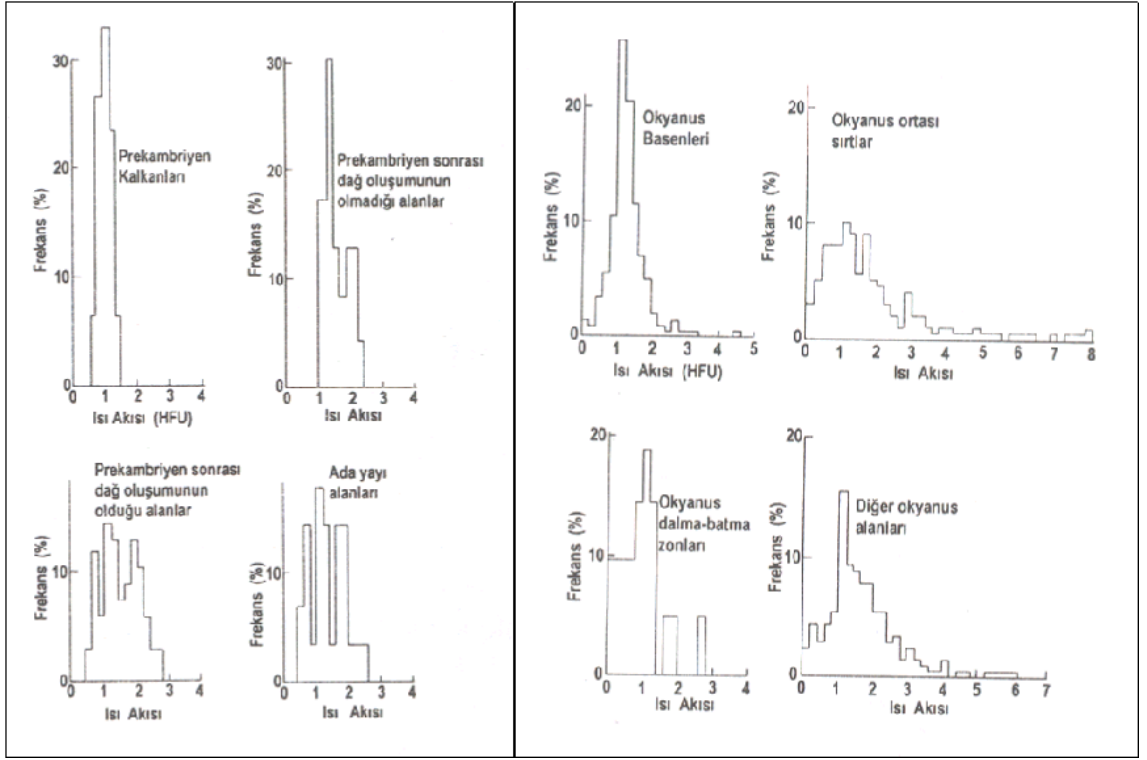 30
20
10
0
Frekans (%)
Prekambriyen
Kalkanları
0 1 2 3 4
Isı Akısı (HFU)
30
20
10
0
Frekans (%)
Prekambriyen sonrası
dağ oluşumunun
olmadığı alanlar
0 1 2 3 4
Isı Akısı
Prekambriyen sonrası
dağ oluşumunun
olduğu alanlar
10
0
Frekans (%)
0 1 2 3 4
Isı Akısı
Ada yayı
alanları
10
0
Frekans (%)
0 1 2 3 4
Isı Akısı
20
10
0
Frekans (%)
Okyanus
Basenleri
0 1 2 3 4 5
Isı Akısı (HFU)
20
10
0
Frekans (%)
Okyanus ortası
sırtlar
0 1 2 3 4 5 6 7 8
Isı Akısı
20
10
0
Frekans (%)
Okyanus
dalma-batma
zonları
0 1 2 3 4
Isı Akısı
20
10
0
Frekans (%)
Diğer okyanus
alanları
0 1 2 3 4 5 6 7
Isı Akısı